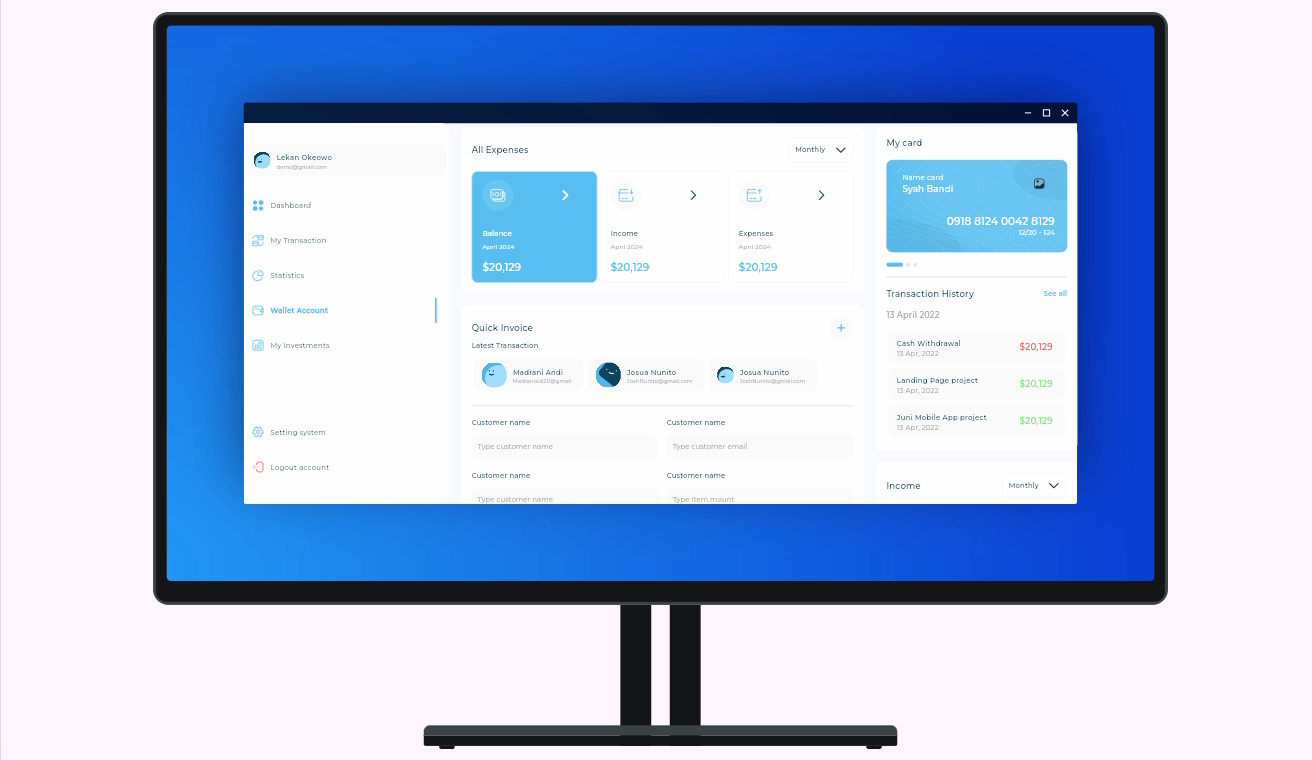 Lekan Okeowo
demo@gmail.com
Dashboard
My Transaction
Statistics
Wallet Account
My Investments
Setting system
Logout account
All Expenses
Monthly
Balance
April 2024
$20,129
Income
April 2024
$20,129
Expenses
April 2024
$20,129
Quick Invoice
Latest Transaction
Madrani Andi
Madraniadi20@gmail
Josua Nunito
JoshNunito@gmail.com
Josua Nunito
JoshNunito@gmail.com
Customer name
Type customer name
Customer name
Type customer email
Customer name
Type customer name
Customer name
Type item mount
My card
Name card
Syah Bandi
0918 8124 0042 8129
12/20 - 124
Transaction History
See all
13 April 2022
Cash Withdrawal
13 Apr, 2022
$20,129
Landing Page project
13 Apr, 2022
$20,129
Juni Mobile App project
13 Apr, 2022
$20,129
Income
Monthly